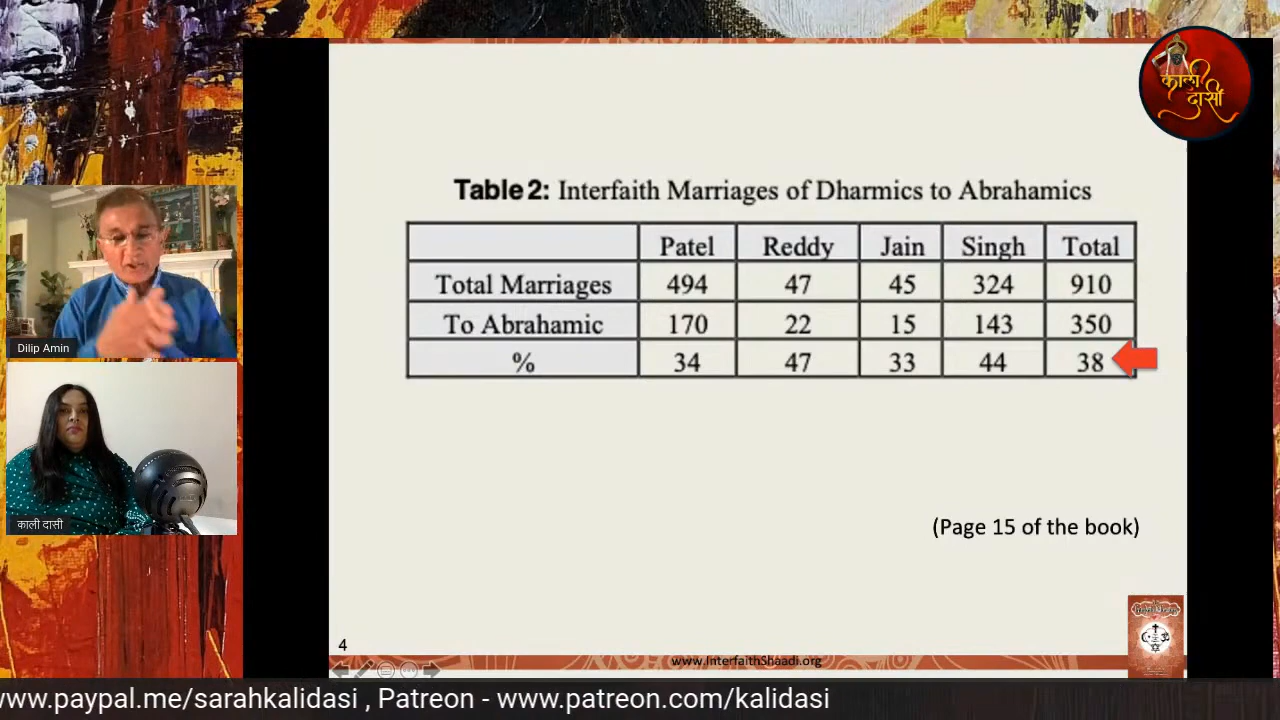 काली
दासी
Table 2: Interfaith Marriages of Dharmics to Abrahamics
Patel Reddy Jain Singh Total
Total Marriages 494 47 45 324 910
To Abrahamic 170 22 15 143 350
% 34 47 33 44 38
Dilip Amin
काली दासी
(Page 15 of the book)
4
www.InterfaithShaadi.org
www.paypal.me/sarahkalidasi , Patreon - www.patreon.com/kalidasi